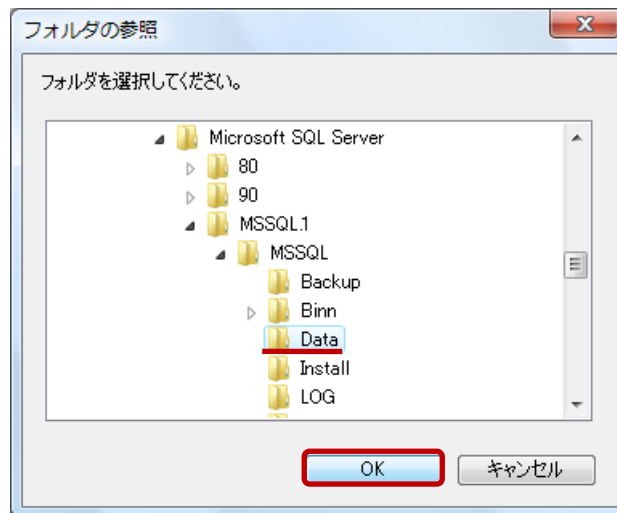 フォルダの参照
フォルダを選択してください。
Microsoft SQL Server
80
90
MSSQL.1
MSSQL
Backup
Binn
Data
Install
LOG
OK キャンセル